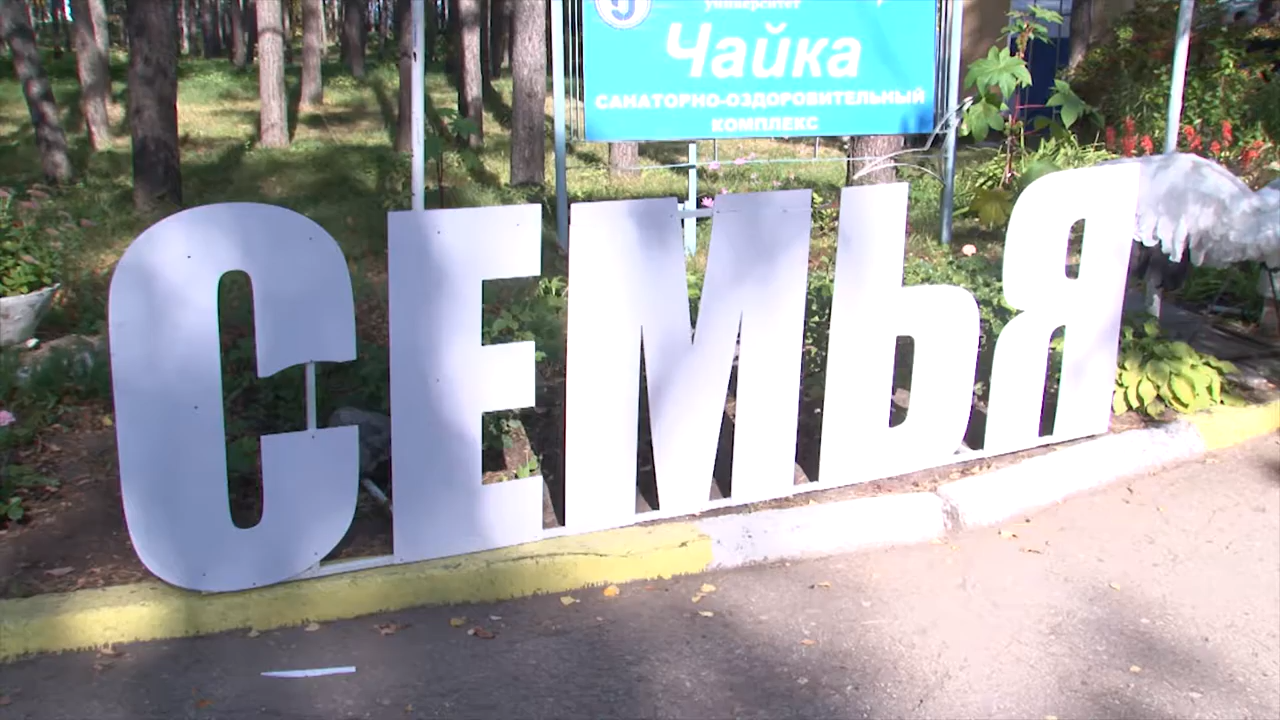 университет
Чайка
САНАТОРНО-ОЗДОРОВИТЕЛЬНЫЙ
КОМПЛЕКС
СЕМЬЯ